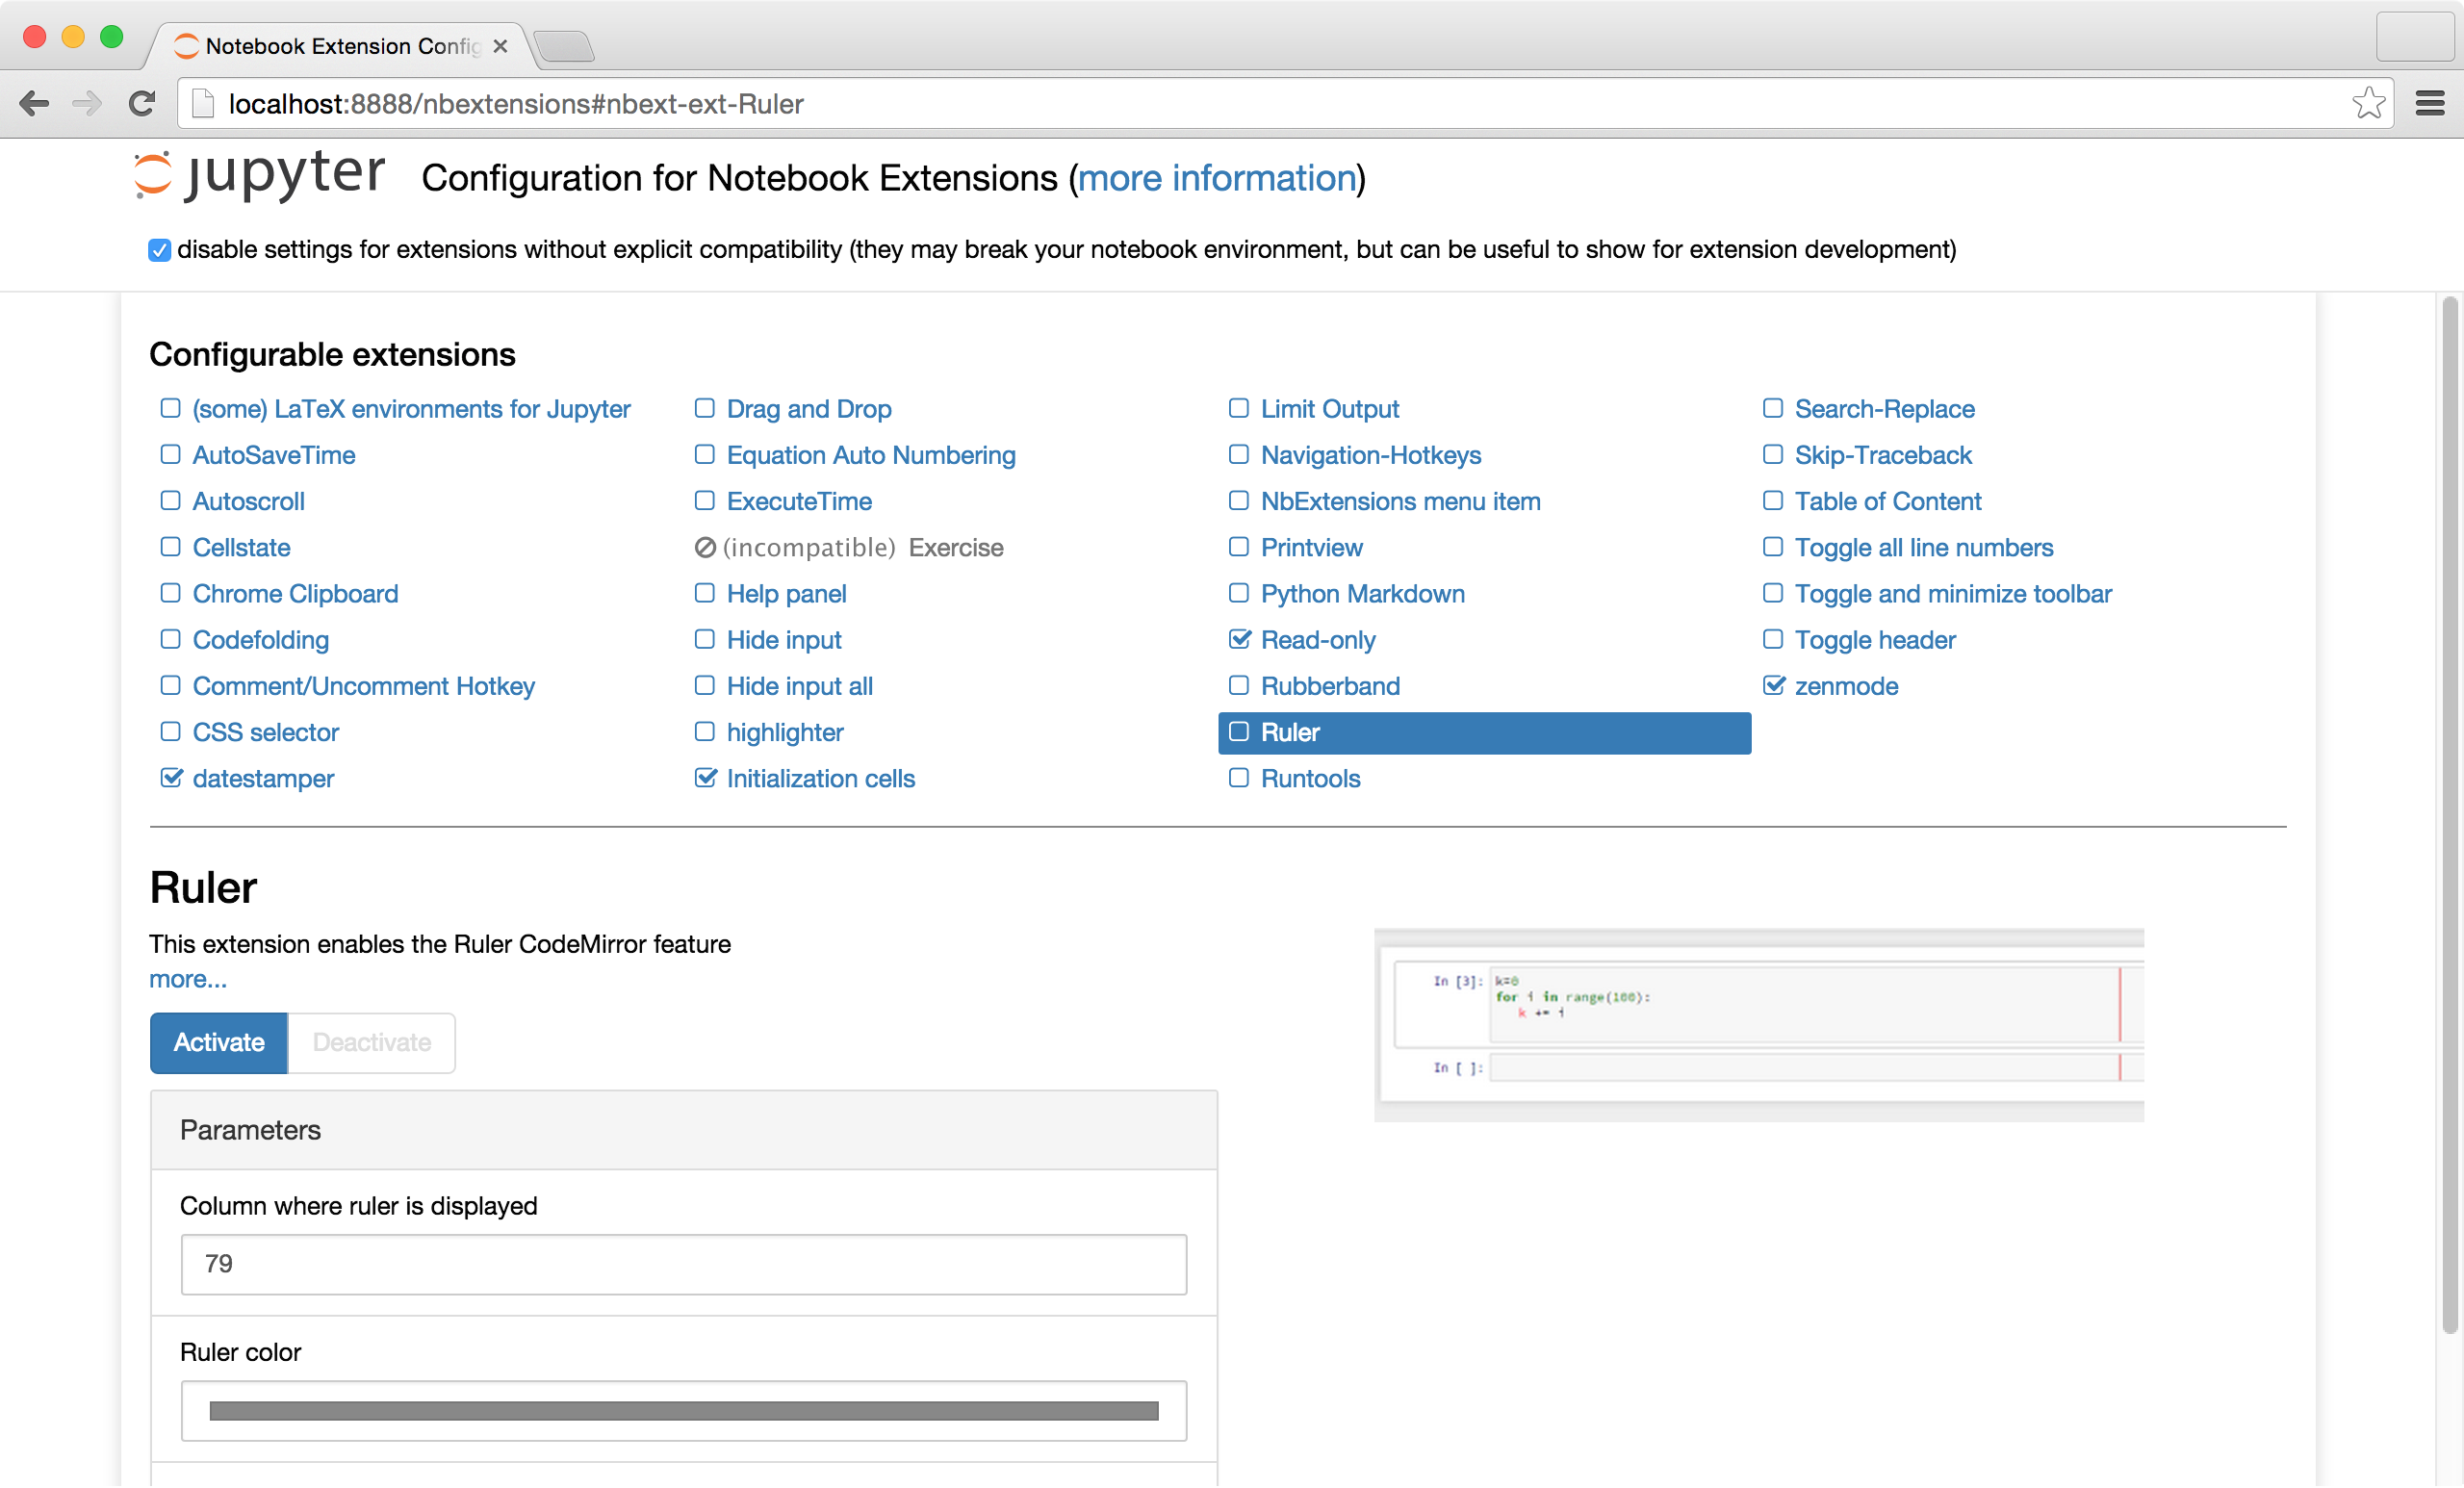 Notebook Extension Config
localhost:8888/nbextensions#nbext-ext-Ruler
jupyter Configuration for Notebook Extensions (more information)
disable settings for extensions without explicit compatibility (they may break your notebook environment, but can be useful to show for extension development)
Configurable extensions
(some) LaTeX environments for Jupyter
AutoSaveTime
Autoscroll
Cellstate
Chrome Clipboard
Codefolding
Comment/Uncomment Hotkey
CSS selector
datestamper
Drag and Drop
Equation Auto Numbering
ExecuteTime
(incompatible) Exercise
Help panel
Hide input
Hide input all
highlighter
Initialization cells
Limit Output
Navigation-Hotkeys
NbExtensions menu item
Printview
Python Markdown
Read-only
Rubberband
Ruler
Runtools
Search-Replace
Skip-Traceback
Table of Content
Toggle all line numbers
Toggle and minimize toolbar
Toggle header
zenmode
Ruler
This extension enables the Ruler CodeMirror feature
more...
Activate Deactivate
Parameters
Column where ruler is displayed
79
Ruler color
In [3]: k=0
for i in range(100):
k += i
In [ ]: